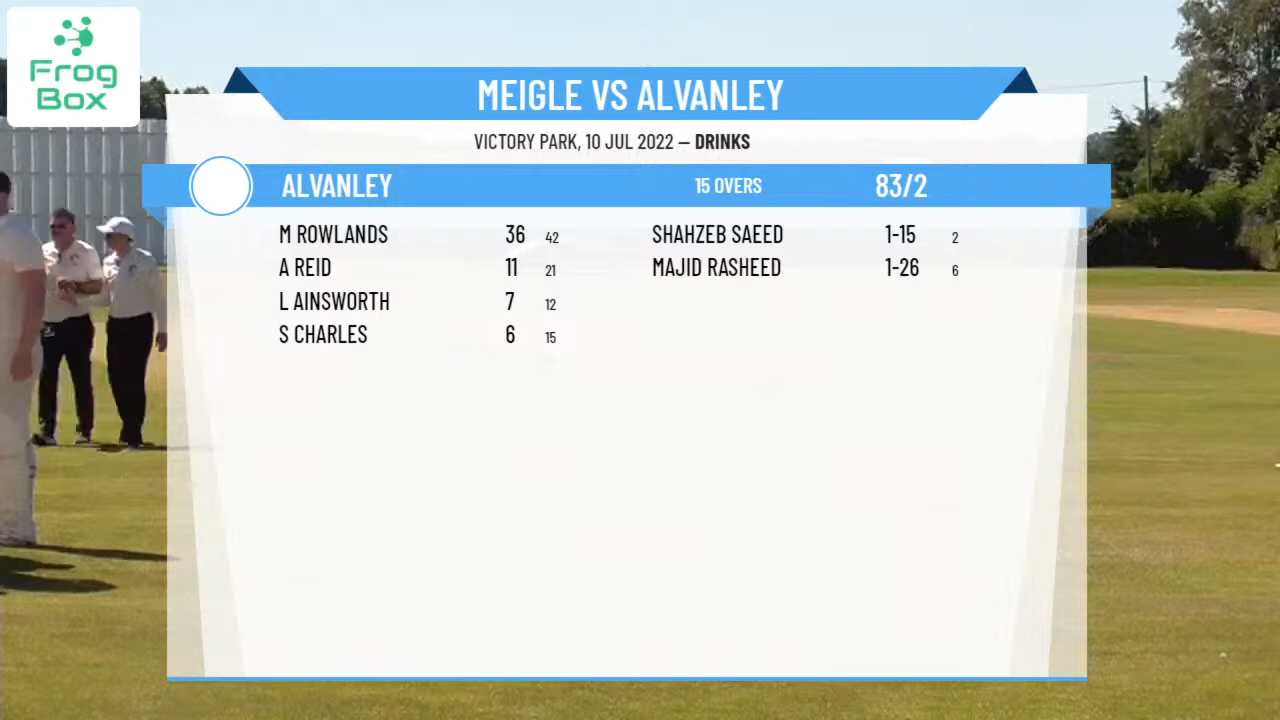 Frog
Box
MEIGLE VS ALVANLEY
VICTORY PARK, 10 JUL 2022 – DRINKS
ALVANLEY 15 OVERS 83/2
M ROWLANDS 36 42 SHAHZEB SAEED 1-15 2
A REID 11 21 MAJID RASHEED 1-26 6
L AINSWORTH 7 12
S CHARLES 6 15